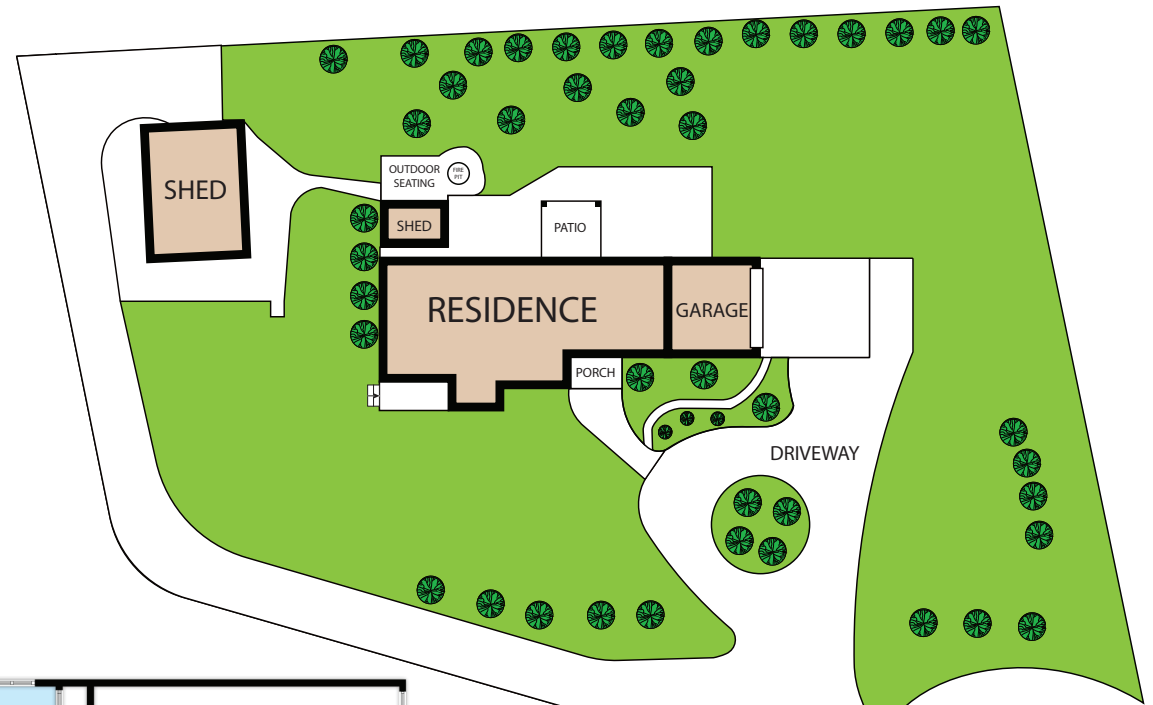 OUTDOOR
SEATING
FIRE
PIT
SHED
SHED
PATIO
RESIDENCE
GARAGE
PORCH
DRIVEWAY